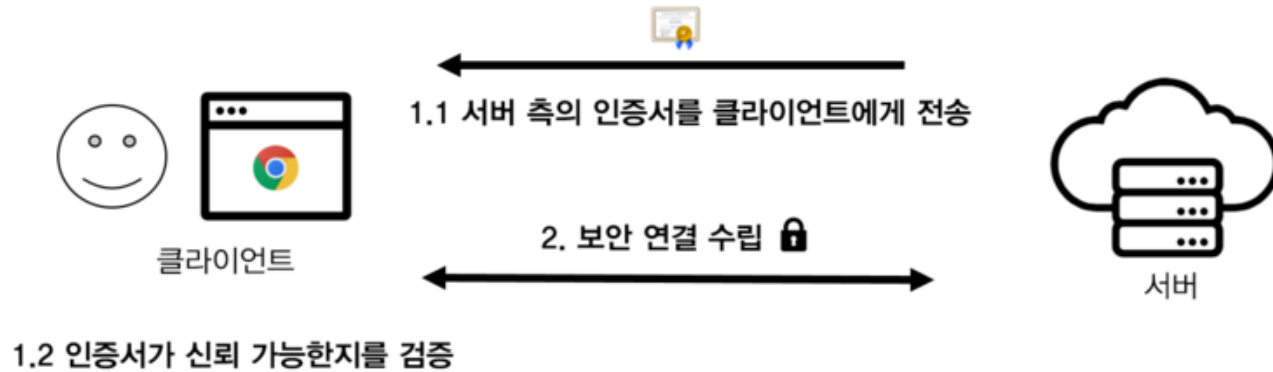 1.1 서버 측의 인증서를 클라이언트에게 전송
2. 보안 연결 수립
클라이언트
서버
1.2 인증서가 신뢰 가능한지를 검증